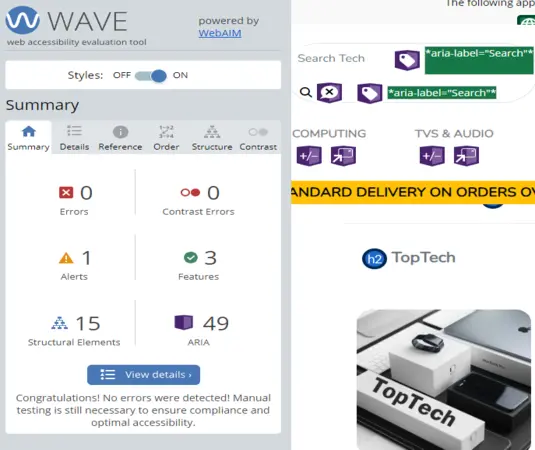 WAVE
powered by
WebAIM
web accessibility evaluation tool
Styles: OFF ON
Summary
Summary Details Reference Order Structure Contrast
0
Errors
0
Contrast Errors
1
Alerts
3
Features
15
Structural Elements
49
ARIA
View details ›
Congratulations! No errors were detected! Manual
testing is still necessary to ensure compliance and
optimal accessibility.
The following app
Search Tech
*aria-label="Search"*
*aria-label="Search"*
COMPUTING TVS & AUDIO
+/- +/-
ANDARD DELIVERY ON ORDERS OV
h2 TopTech
TopTech